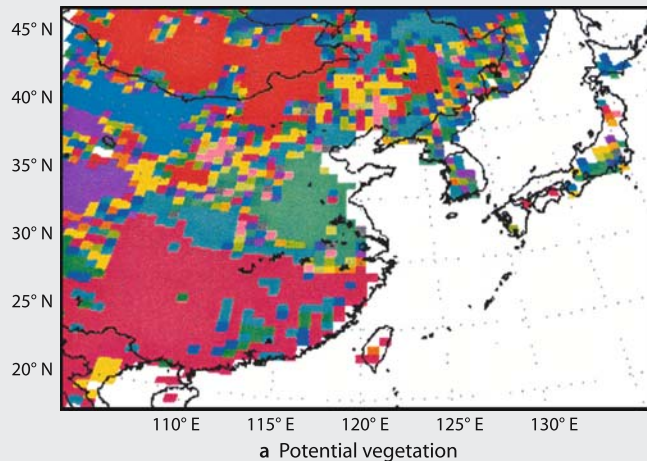 45° N
40° N
35° N
30° N
25° N
20° N
110° E 115° E 120° E 125° E 130° E
a Potential vegetation